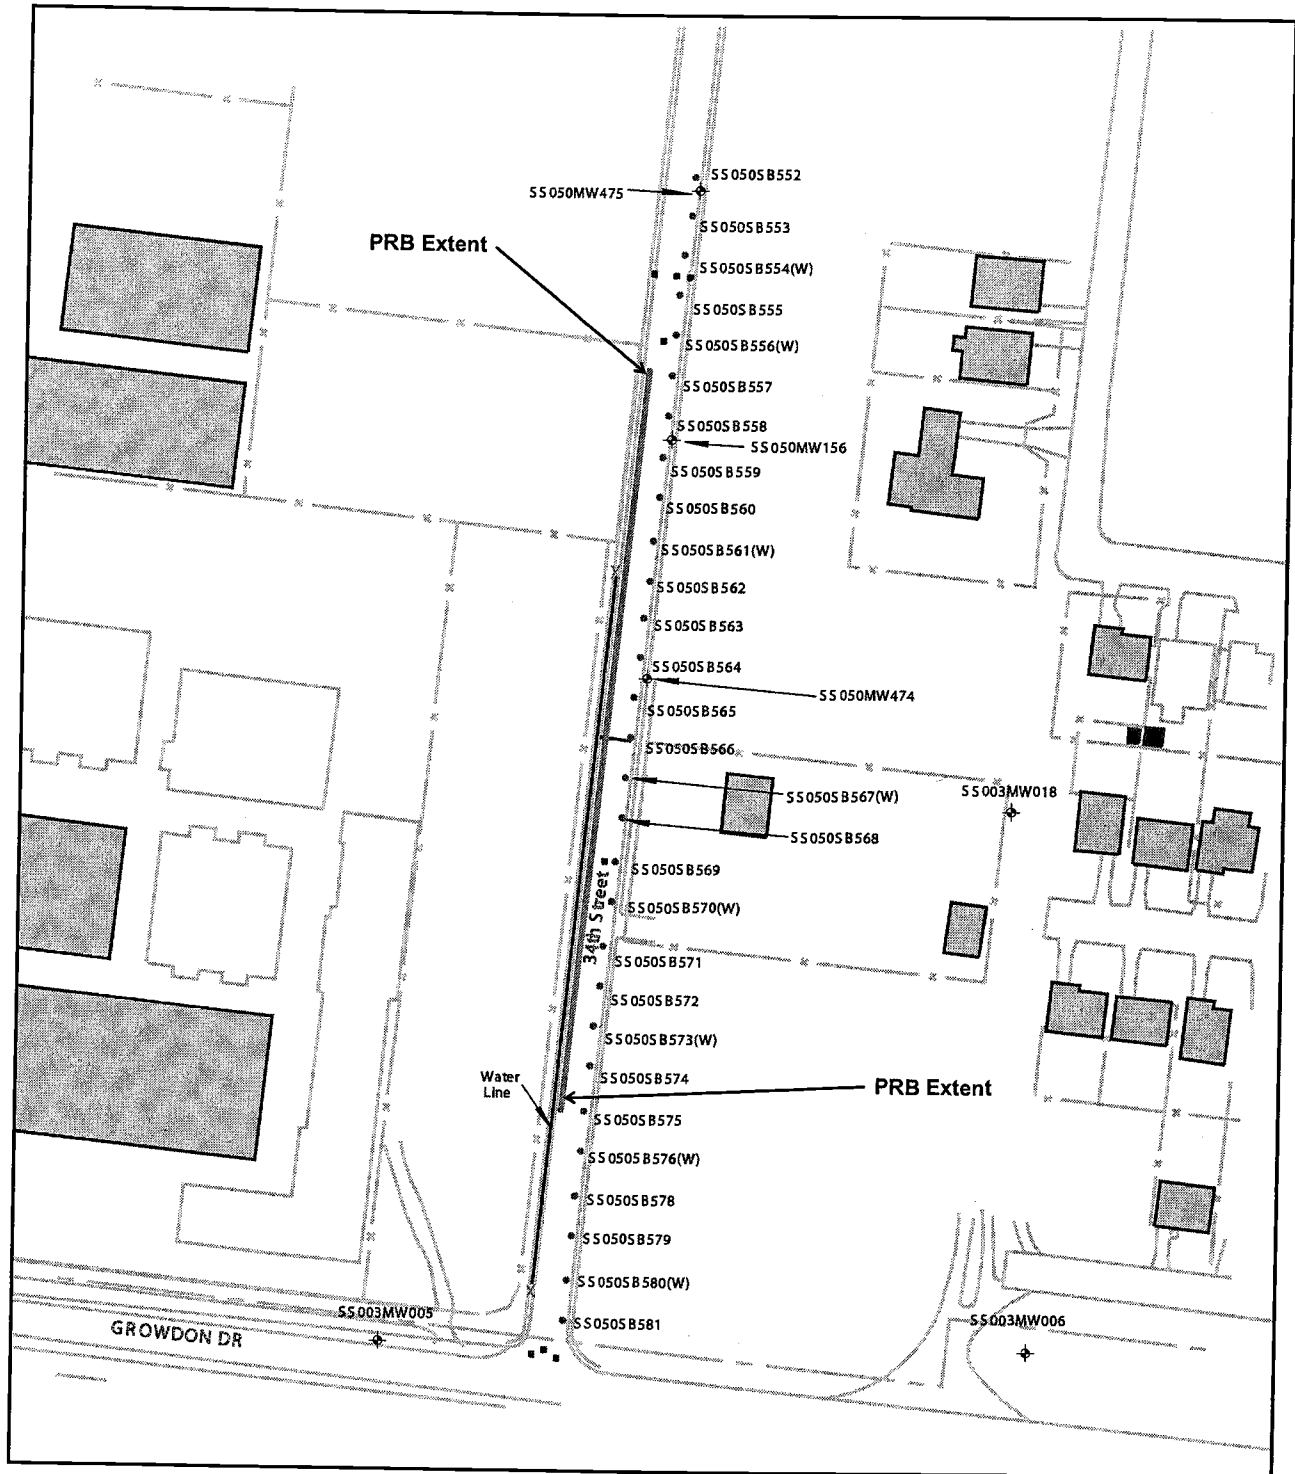 SS050SB552
SS050MW475
SS050SB553
PRB Extent
SS050SB554(W)
SS050SB555
SS050SB556(W)
SS050SB557
SS050SB558
SS050MW156
SS050SB559
SS050SB560
SS050SB561(W)
SS050SB562
SS050SB563
SS050SB564
SS050MW474
SS050SB565
SS050SB566
SS050SB567(W)
SS003MW018
SS050SB568
SS050SB569
34th Street
SS050SB570(W)
SS050SB571
SS050SB572
SS050SB573(W)
SS050SB574
Water
Line
PRB Extent
SS050SB575
SS050SB576(W)
SS050SB578
SS050SB579
SS050SB580(W)
SS003MW005
SS050SB581
SS003MW006
GROWDON DR